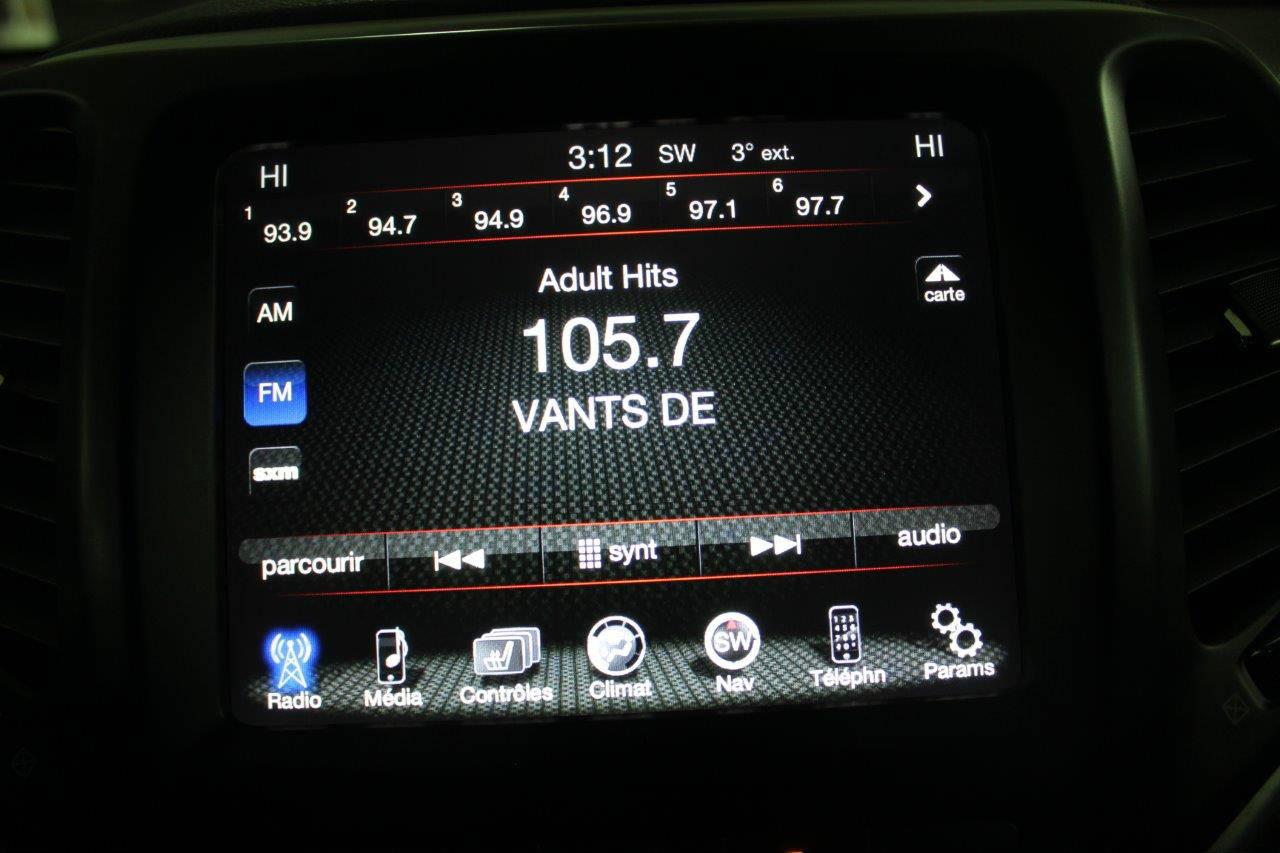 HI 3:12 SW 3° ext. HI
1 93.9 2 94.7 3 94.9 4 96.9 5 97.1 6 97.7
Adult Hits
carte
AM
105.7
FM
VANTS DE
sxm
parcourir synt audio
SW
Radio Média Contrôles Climat Nav Téléphn Params